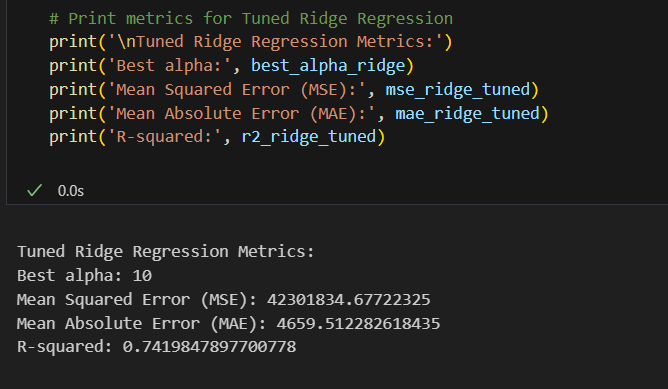 # Print metrics for Tuned Ridge Regression
print('\nTuned Ridge Regression Metrics:')
print('Best alpha:', best_alpha_ridge)
print('Mean Squared Error (MSE):', mse_ridge_tuned)
print('Mean Absolute Error (MAE):', mae_ridge_tuned)
print('R-squared:', r2_ridge_tuned)
0.0s
Tuned Ridge Regression Metrics:
Best alpha: 10
Mean Squared Error (MSE): 42301834.67722325
Mean Absolute Error (MAE): 4659.512282618435
R-squared: 0.7419847897700778